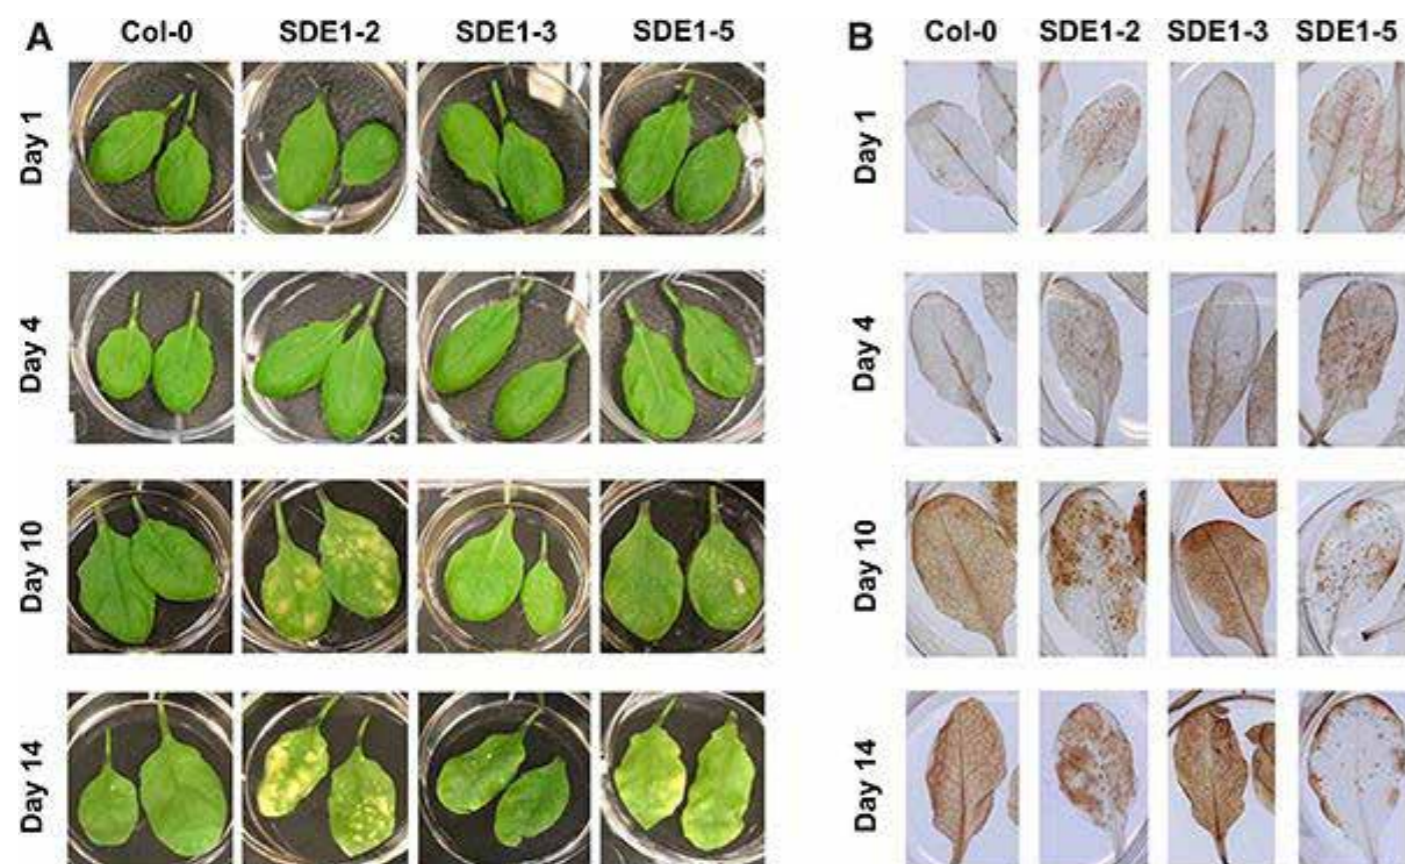 A Col-0 SDE1-2 SDE1-3 SDE1-5
B Col-0 SDE1-2 SDE1-3 SDE1-5
Day 1
Day 4
Day 10
Day 14
Day 1
Day 4
Day 10
Day 14